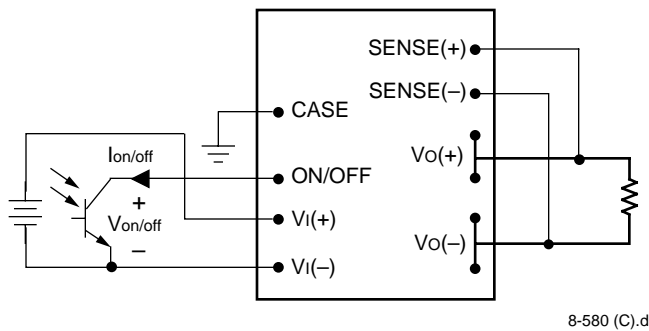 SENSE(+)
SENSE(–)
CASE
VO(+)
Ion/off
ON/OFF
+
Von/off
VI(+)
VO(–)
–
VI(–)
8-580 (C).d